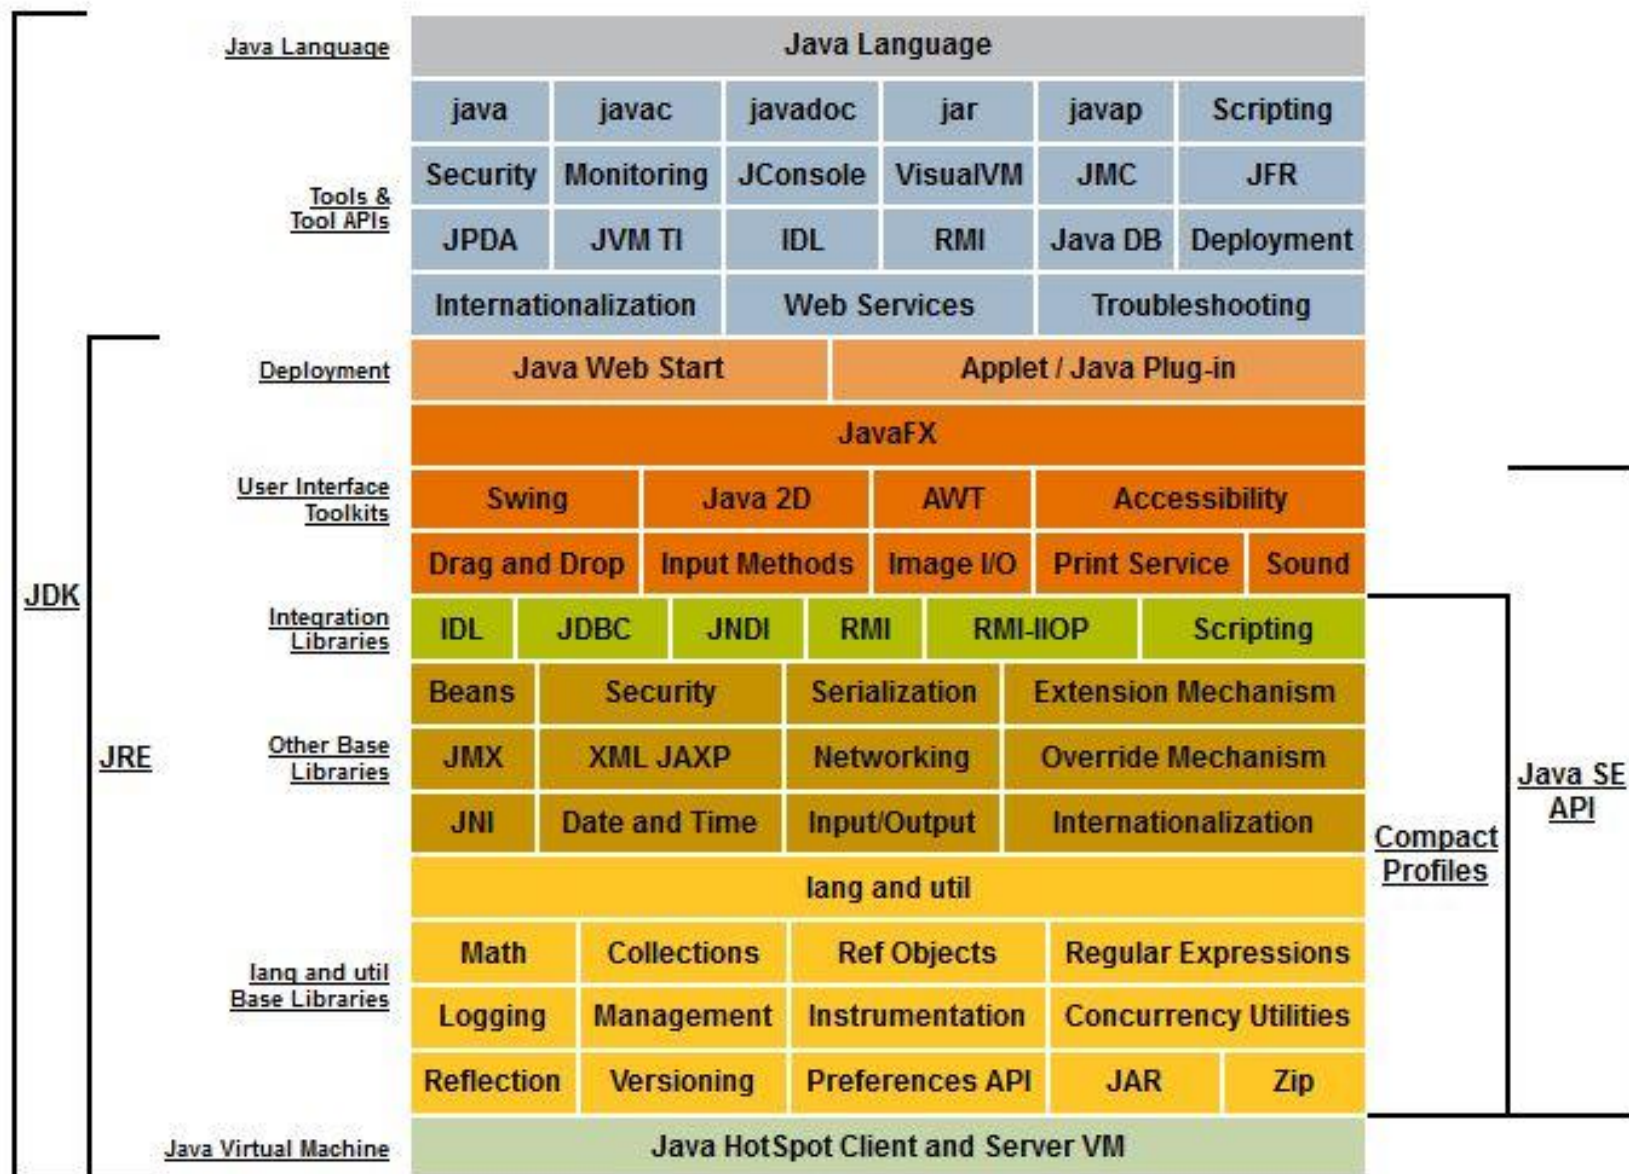 Java Language
Java Language
java javac javadoc jar javap Scripting
Security Monitoring JConsole VisualVM JMC JFR
Tools &
Tool APIs
JPDA JVM TI IDL RMI Java DB Deployment
Internationalization Web Services Troubleshooting
Deployment
Java Web Start Applet / Java Plug-in
JavaFX
User Interface
Toolkits
Swing Java 2D AWT Accessibility
Drag and Drop Input Methods Image I/O Print Service Sound
JDK
Integration
Libraries
IDL JDBC JNDI RMI RMI-IIOP Scripting
Beans Security Serialization Extension Mechanism
JRE
Other Base
Libraries
JMX XML JAXP Networking Override Mechanism
Java SE
API
JNI Date and Time Input/Output Internationalization
Compact
Profiles
lang and util
Math Collections Ref Objects Regular Expressions
lang and util
Base Libraries
Logging Management Instrumentation Concurrency Utilities
Reflection Versioning Preferences API JAR Zip
Java Virtual Machine
Java HotSpot Client and Server VM